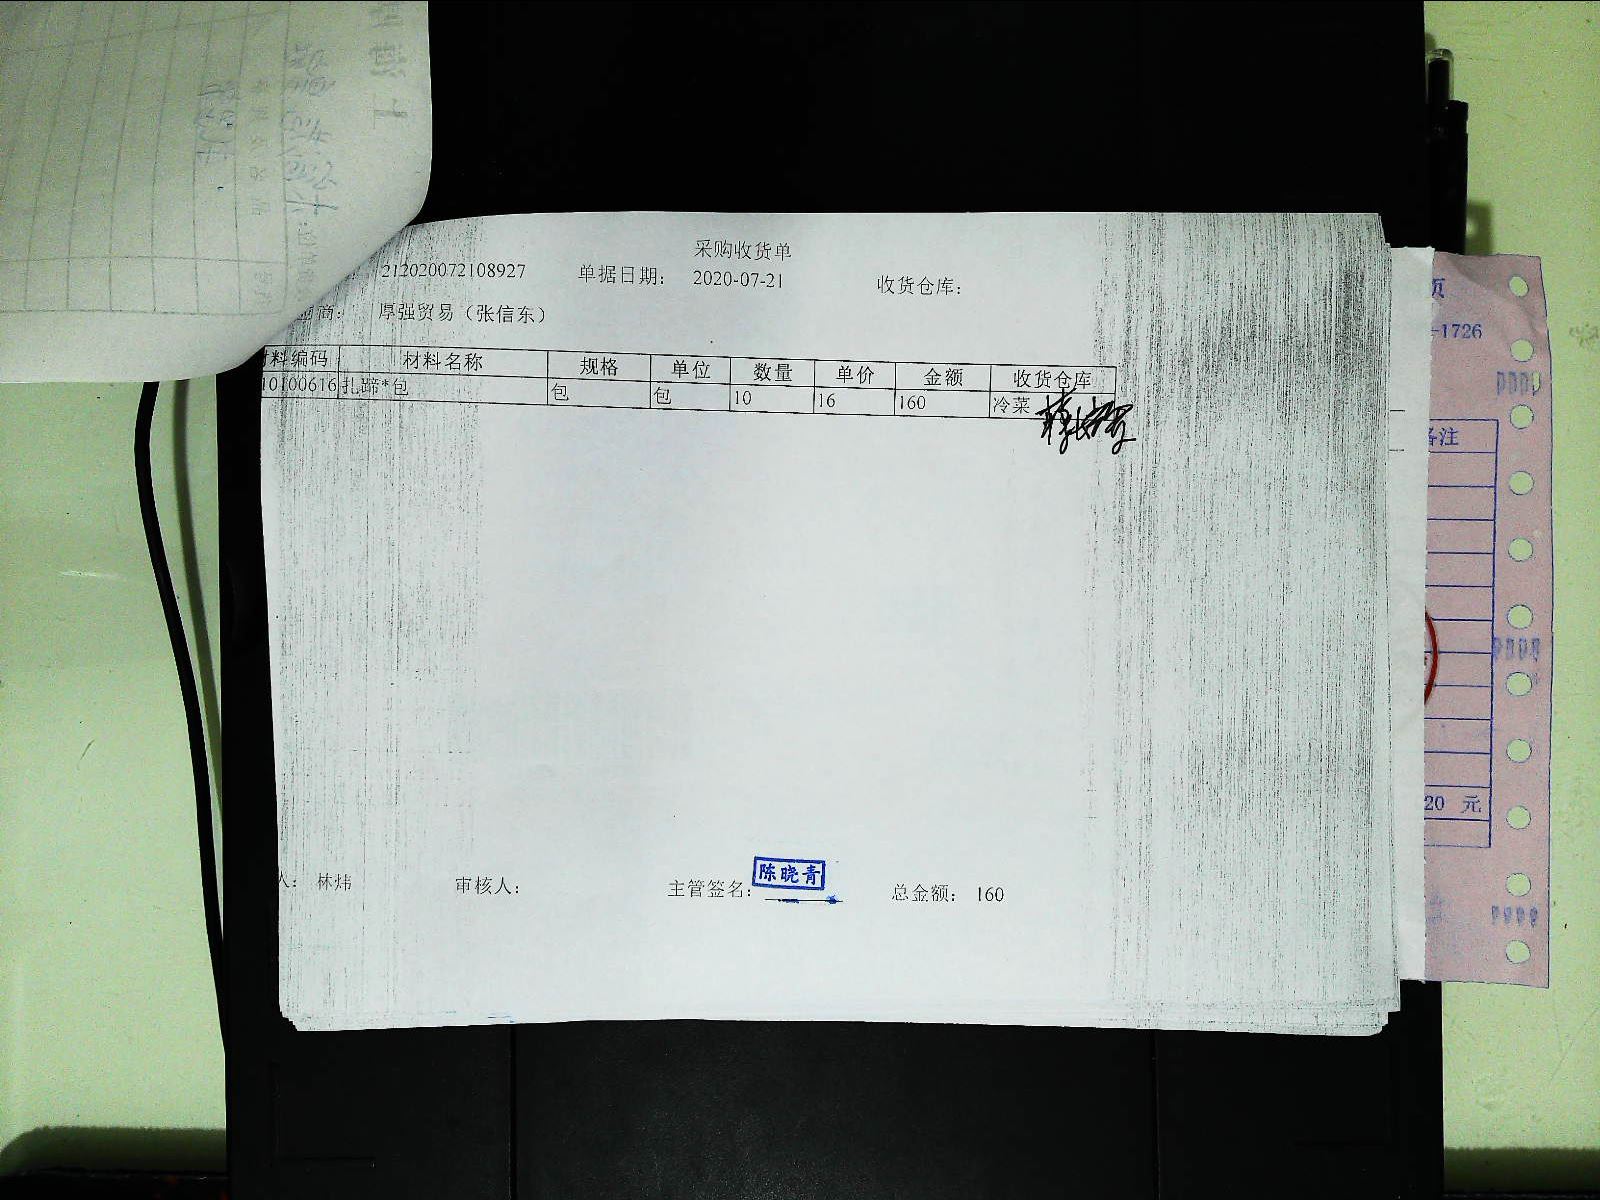 采购收货单
212020072108927 单据日期: 2020-07-21 收货仓库:
商: 厚强贸易（张信东）
料编码 材料名称 规格 单位 数量 单价 金额 收货仓库
10100616 扎蹄*包 包 包 10 16 160 冷菜
人: 林炜 审核人: 主管签名: 陈晓青 总金额: 160
页
-1726
备注
20 元